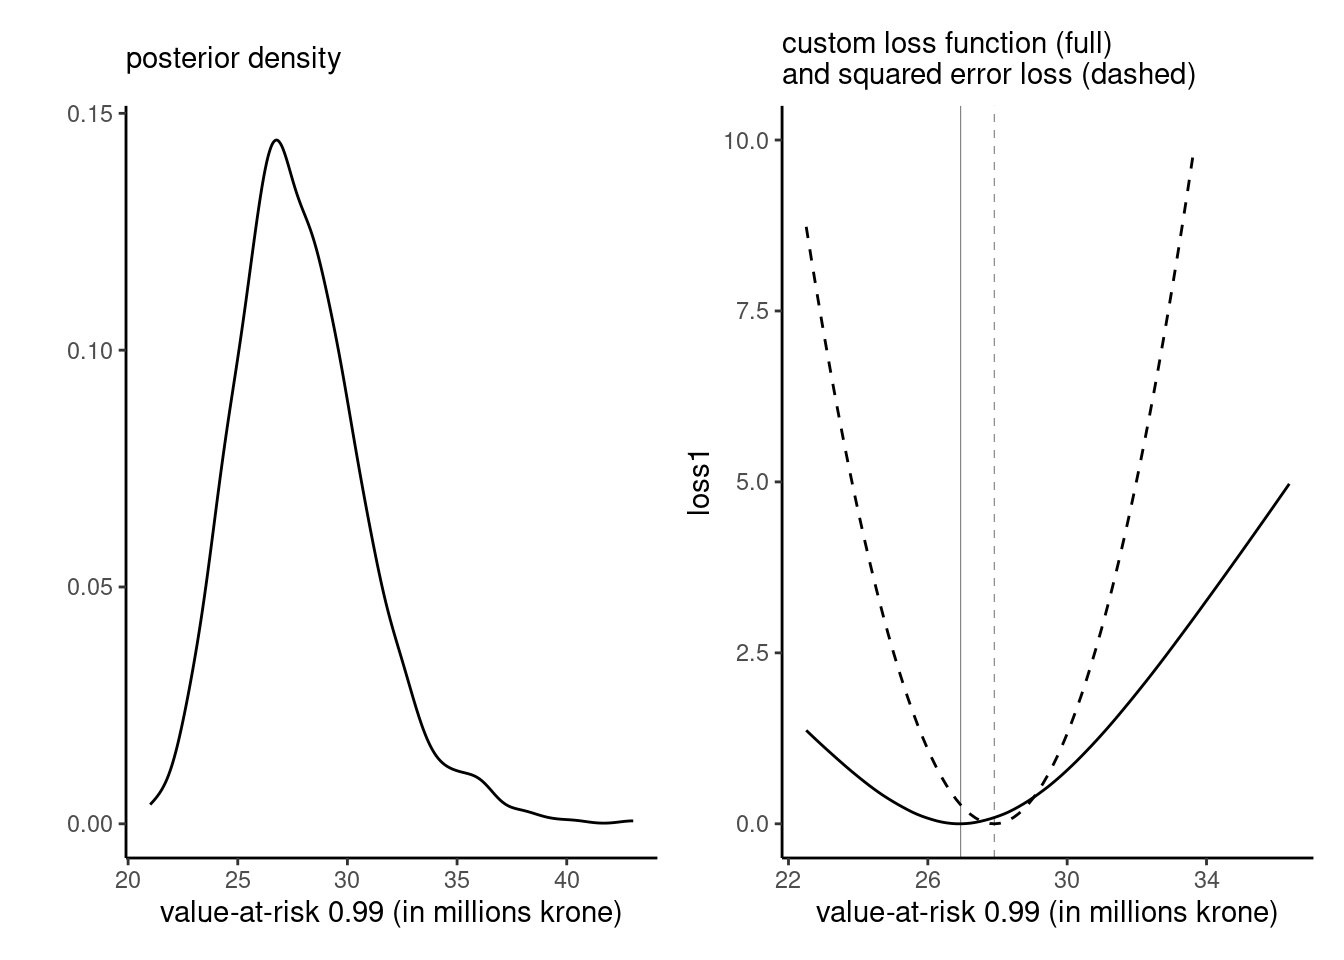 posterior density
0.15
0.10
0.05
0.00
20 25 30 35 40
value-at-risk 0.99 (in millions krone)
custom loss function (full)
and squared error loss (dashed)
10.0
7.5
5.0
2.5
0.0
loss1
22 26 30 34
value-at-risk 0.99 (in millions krone)